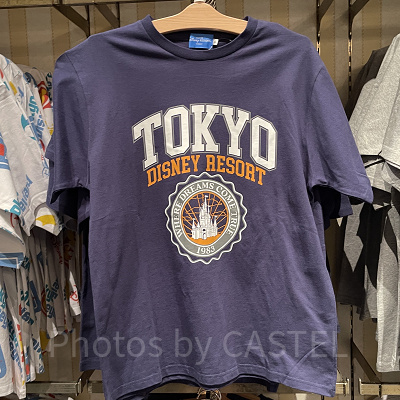 TOKYO
DISNEY RESORT
WHERE DREAMS COME TRUE
1983
Photos by CASTEL